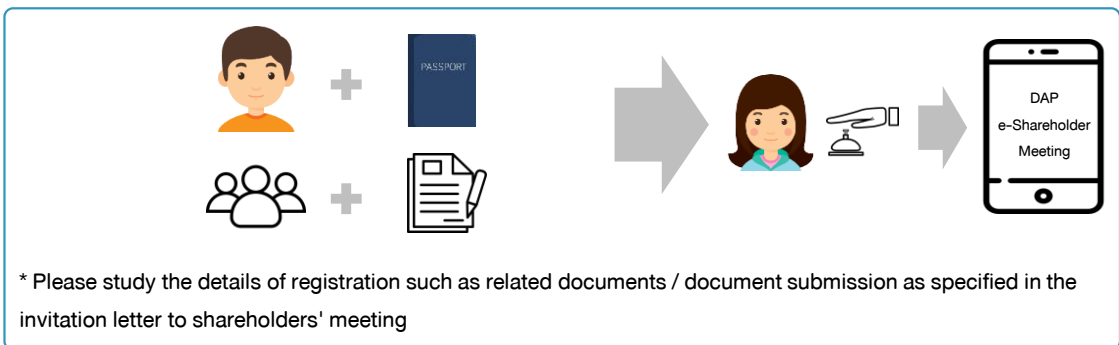 PASSPORT
DAP
e-Shareholder
Meeting
* Please study the details of registration such as related documents / document submission as specified in the
invitation letter to shareholders' meeting